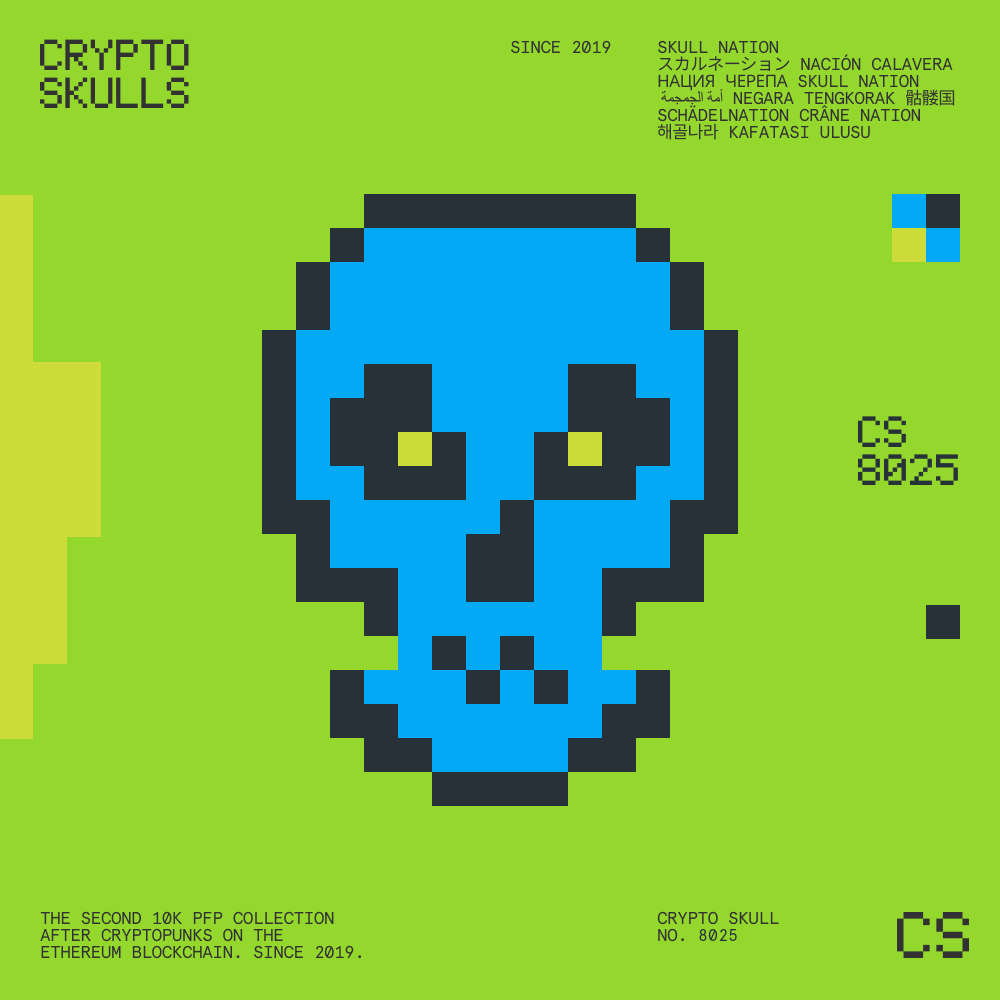 CRYPTO
SKULLS
SINCE 2019
SKULL NATION
スカルネーション NACIÓN CALAVERA
НАЦИЯ ЧЕРЕПА SKULL NATION
أمة الجمجمة NEGARA TENGKORAK 骷髅国
SCHÄDELNATION CRÂNE NATION
해골나라 KAFATASI ULUSU
CS
8025
THE SECOND 10K PFP COLLECTION
AFTER CRYPTOPUNKS ON THE
ETHEREUM BLOCKCHAIN. SINCE 2019.
CRYPTO SKULL
NO. 8025
CS